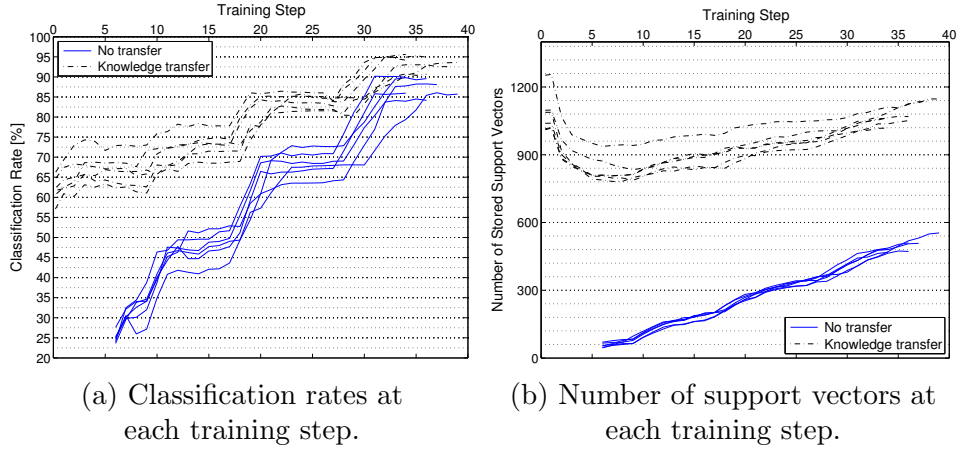 Training Step
0 5 10 15 20 25 30 35 40
100
95
90
85
80
75
70
65
60
55
50
45
40
35
30
25
20
Classification Rate [%]
No transfer
Knowledge transfer
(a) Classification rates at
each training step.
Training Step
0 5 10 15 20 25 30 35 40
1200
900
600
300
0
Number of Stored Support Vectors
No transfer
Knowledge transfer
(b) Number of support vectors at
each training step.